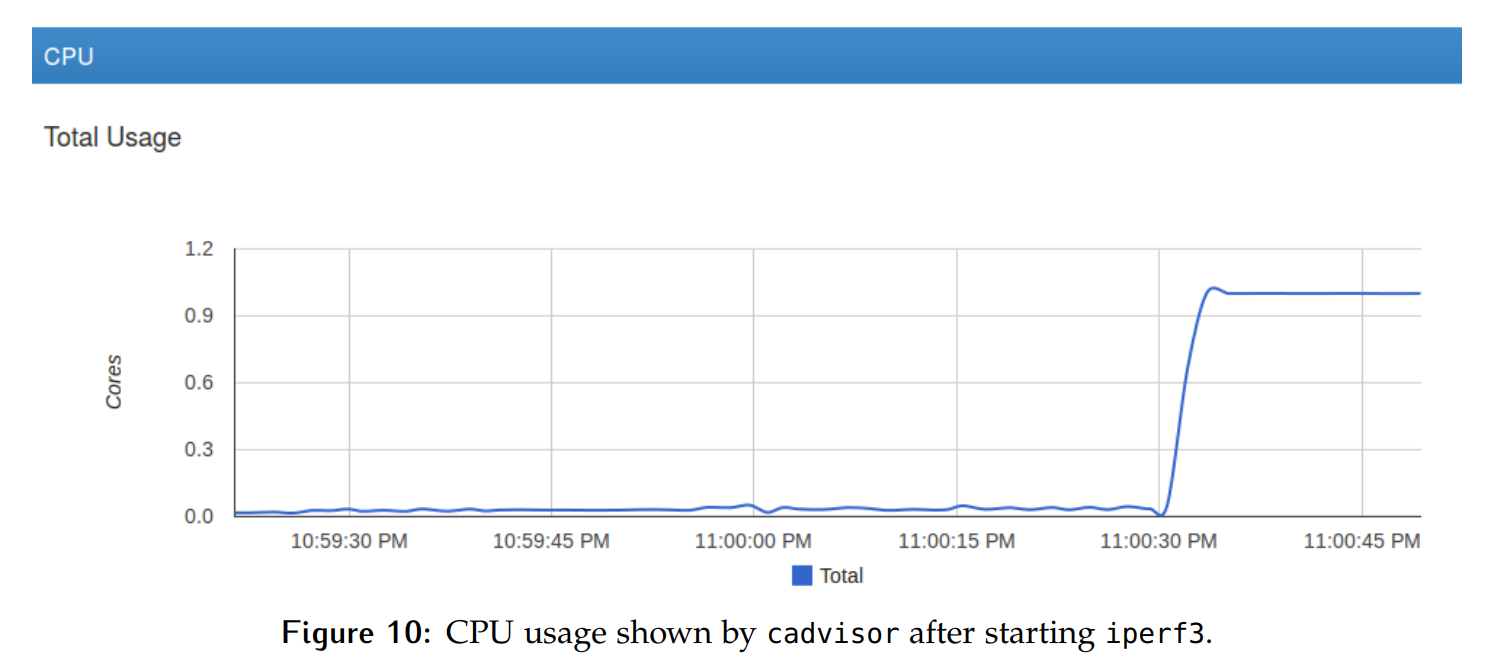 CPU
Total Usage
1.2
0.9
0.6
0.3
0.0
Cores
10:59:30 PM 10:59:45 PM 11:00:00 PM 11:00:15 PM 11:00:30 PM 11:00:45 PM
Total
Figure 10: CPU usage shown by cadvisor after starting iperf3.